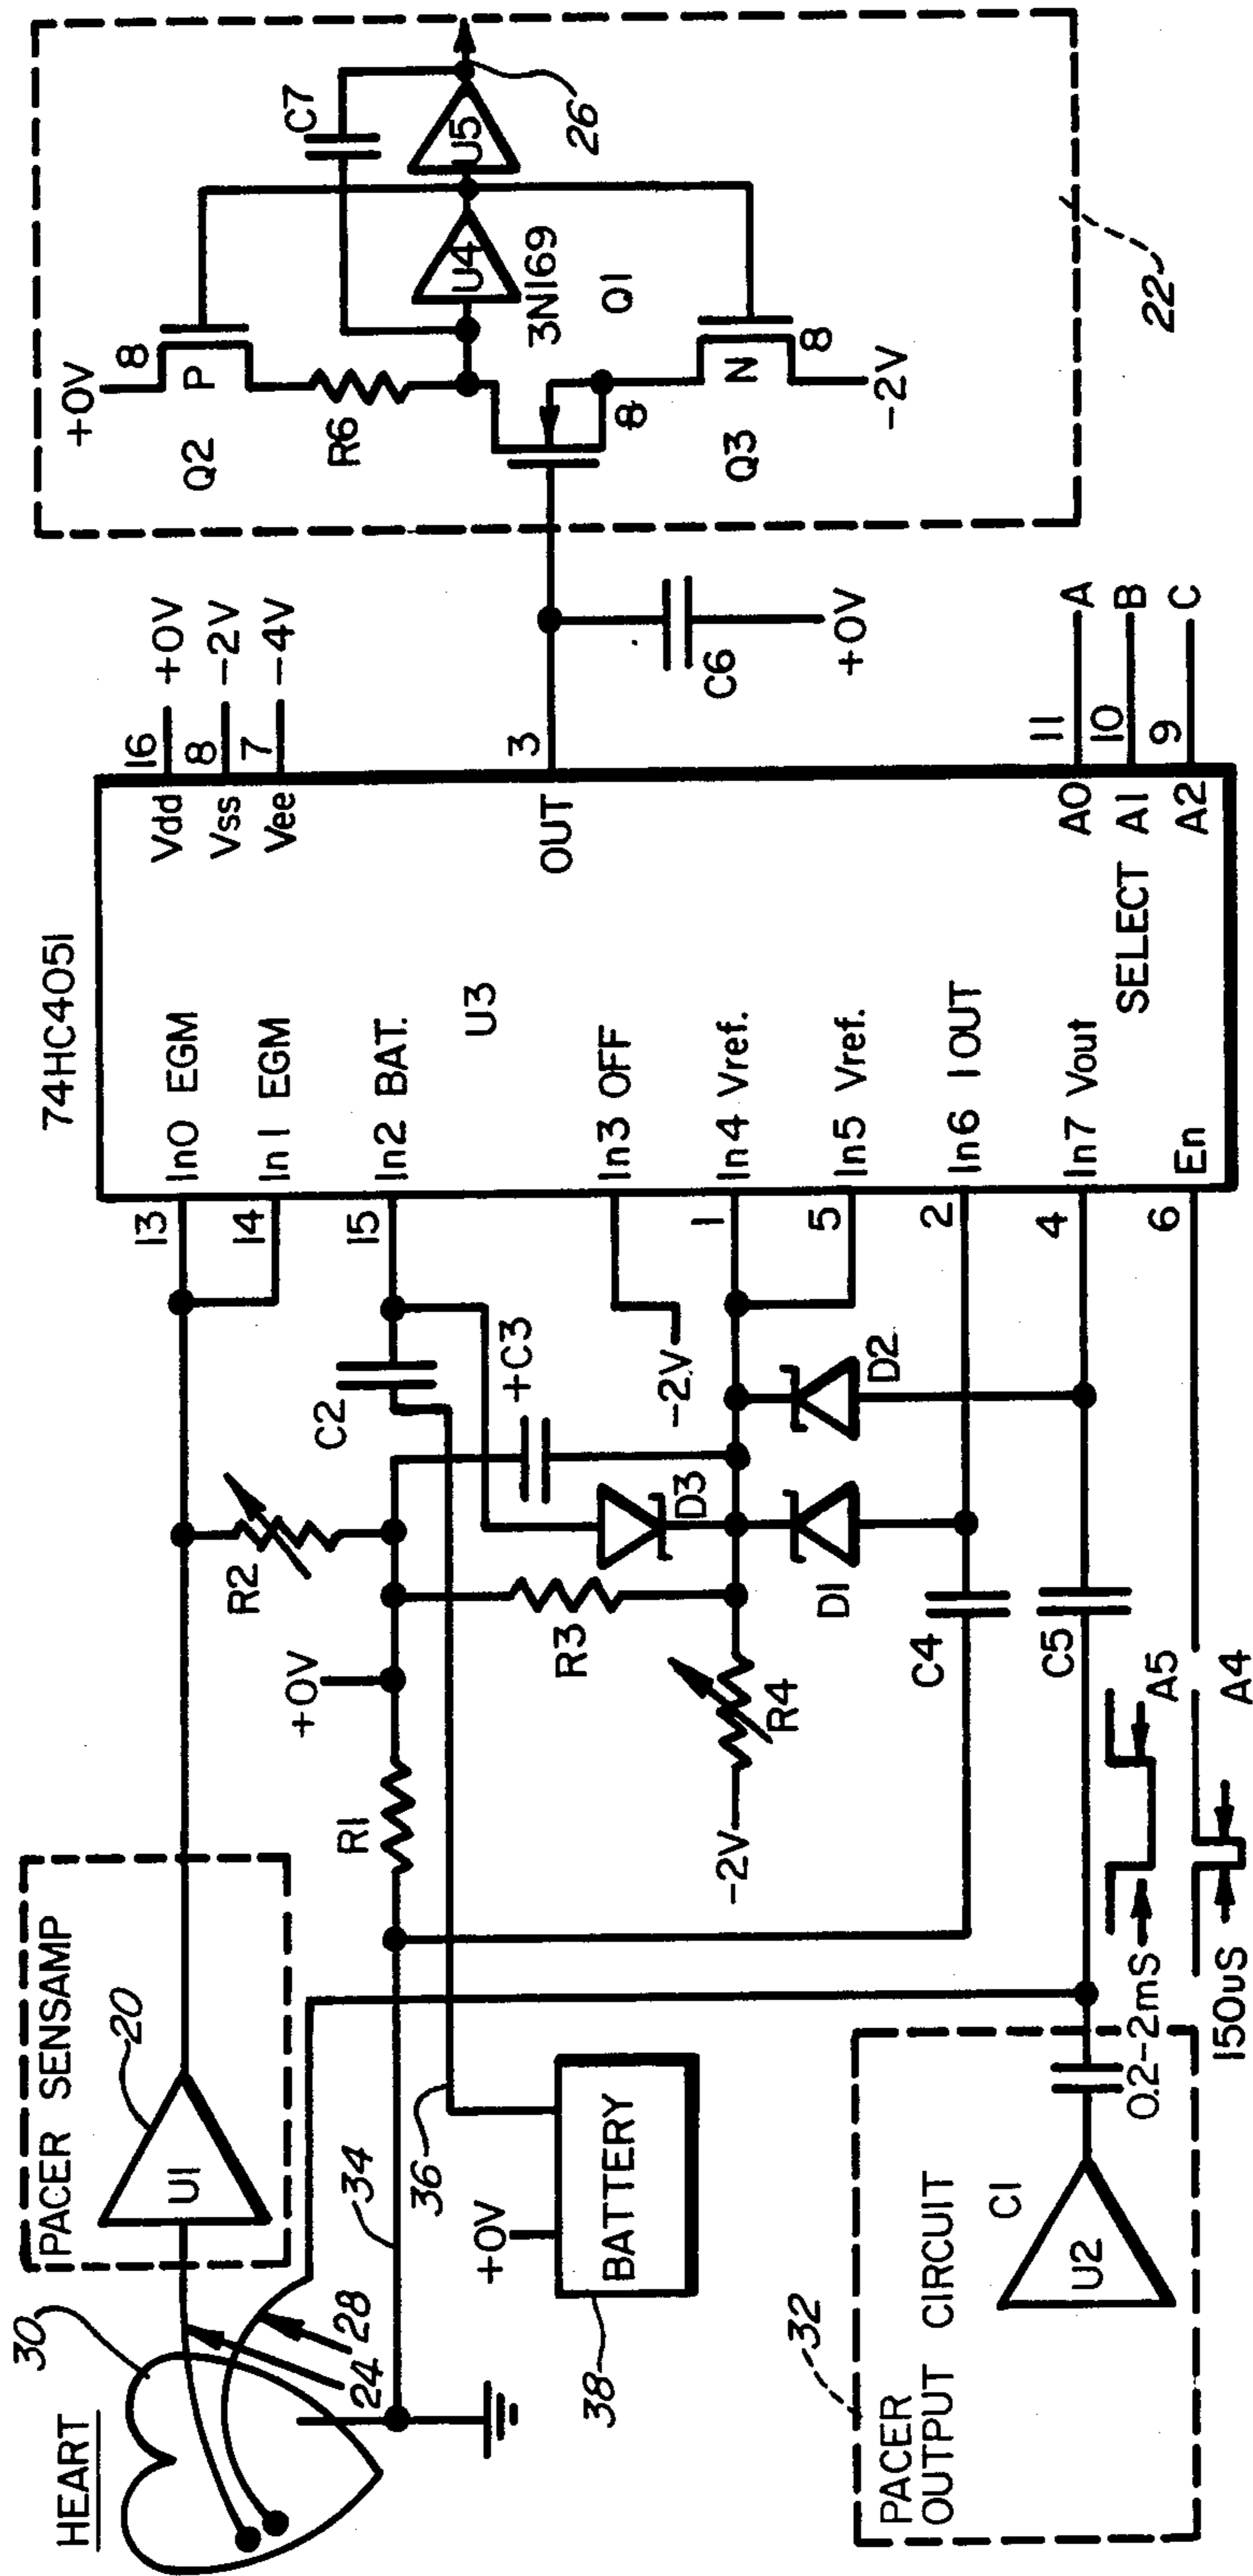 HEART
30
24
28
PACER SENSAMP
20
U1
34
36
+0V
BATTERY
38
32
PACER
OUTPUT CIRCUIT
C1
U2
0.2-2mS
150uS
A5
A4
R1
+0V
R2
R3
R4
-2V
C2
+C3
D3
D1
D2
-2V
C4
C5
74HC4051
U3
13
In0 EGM
14
In1 EGM
15
In2 BAT.
In3 OFF
1
In4 Vref.
5
In5 Vref.
2
In6 IOUT
4
In7 Vout
6
En
Vdd
16
+0V
Vss
8
-2V
Vee
7
-4V
OUT
3
SELECT
A0
11
A
A1
10
B
A2
9
C
C6
+0V
+0V
Q2
8
P
R6
C7
U4
U5
26
3N169
Q1
8
Q3
N
8
-2V
22